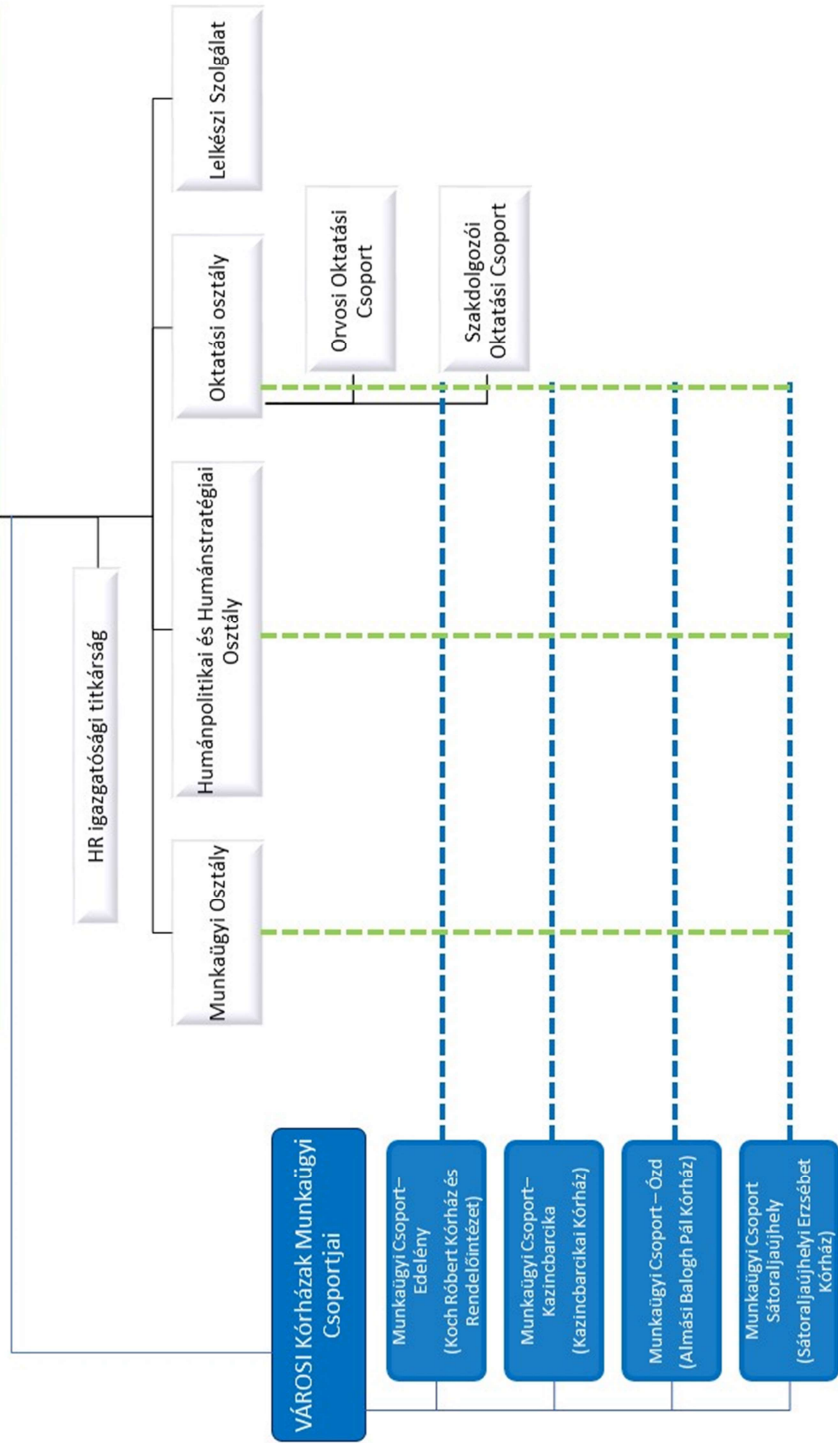 HR igazgatósági titkárság
Munkaügyi Osztály
Humánpolitikai és Humánstratégiai
Osztály
Oktatási osztály
Lelkészi Szolgálat
Orvosi Oktatási
Csoport
Szakdolgozói
Oktatási Csoport
VÁROSI Kórházak Munkaügyi
Csoportjai
Munkaügyi Csoport–
Edelény
(Koch Róbert Kórház és
Rendelőintézet)
Munkaügyi Csoport–
Kazincbarcika
(Kazincbarcikai Kórház)
Munkaügyi Csoport – Ózd
(Almási Balogh Pál Kórház)
Munkaügyi Csoport
Sátoraljaújhely
(Sátoraljaújhelyi Erzsébet
Kórház)